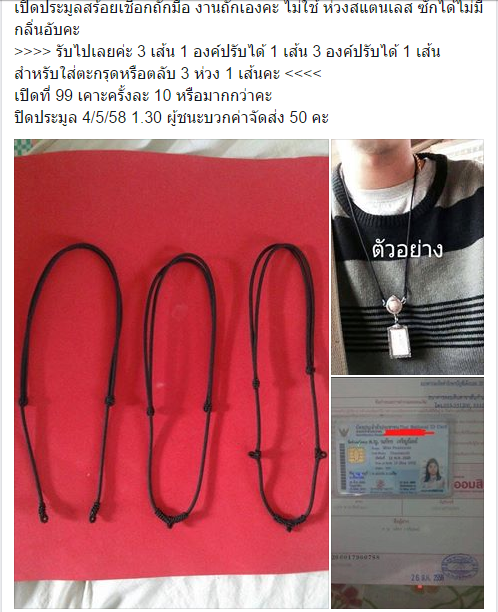 เปิดประมูลสร้อยเชือกถักมือ งานถักเองคะ ไม่ใช้ ห่วงสแตนเลส ซักได้ไม่มี
กลิ่นอับคะ
>>>> รับไปเลยค่ะ 3 เส้น 1 องค์ปรับได้ 1 เส้น 3 องค์ปรับได้ 1 เส้น
สำหรับใส่ตะกรุดหรือตลับ 3 ห่วง 1 เส้นคะ <<<<
เปิดที่ 99 เคาะครั้งละ 10 หรือมากกว่าคะ
ปิดประมูล 4/5/58 1.30 ผู้ชนะบวกค่าจัดส่ง 50 คะ
ตัวอย่าง
ออมสิ